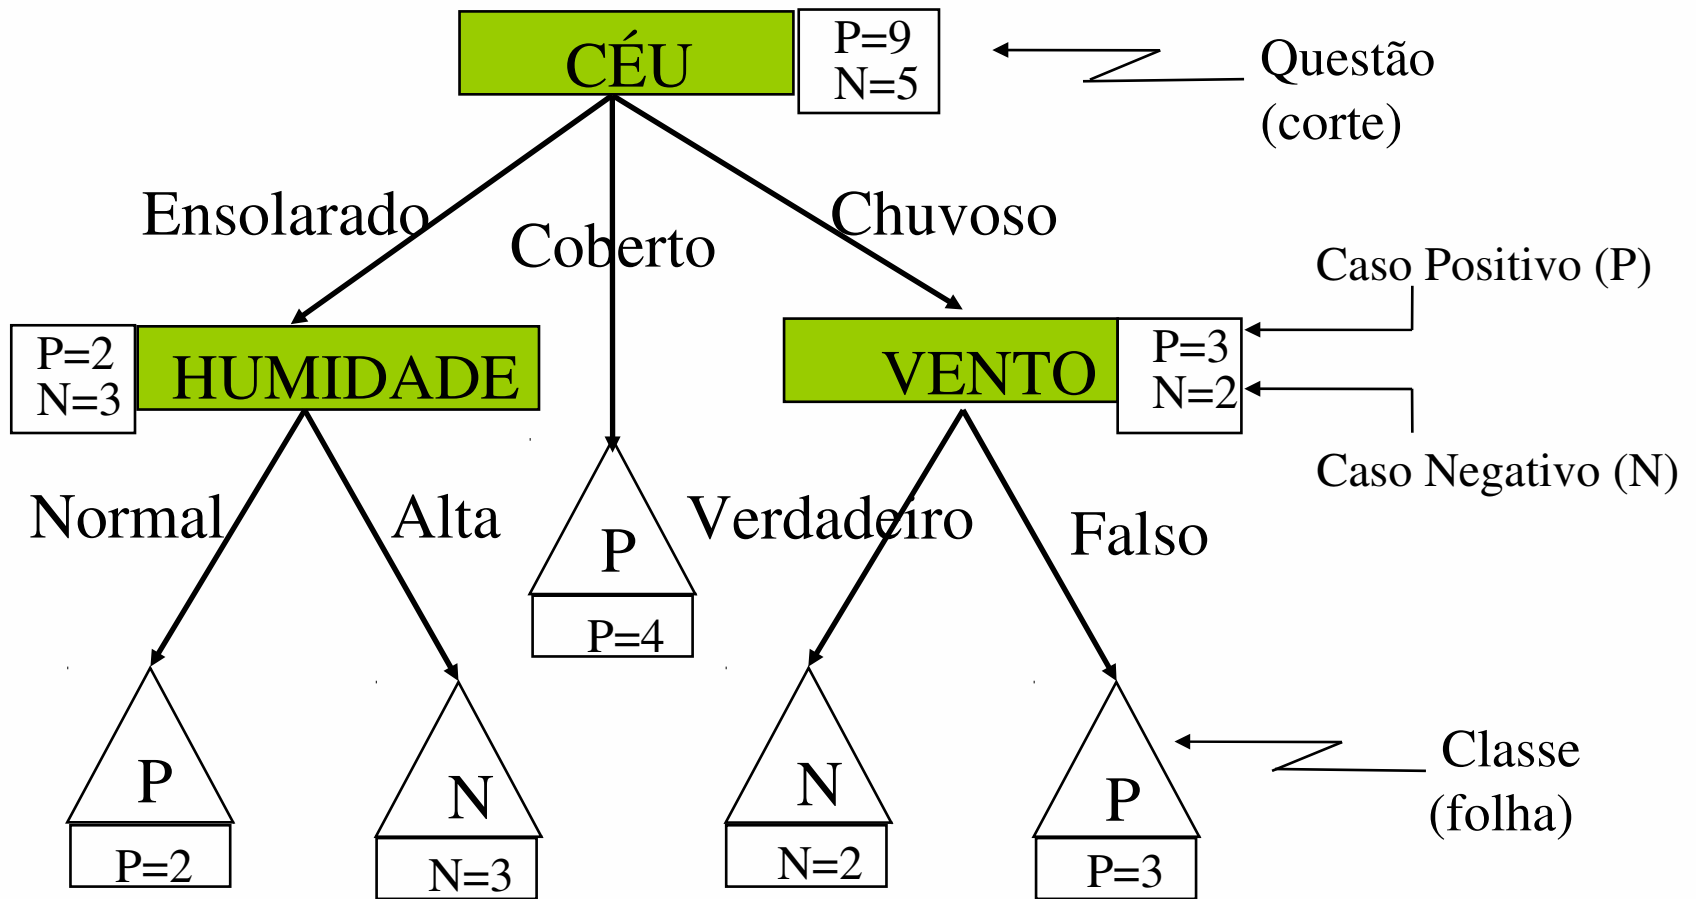 CÉU
P=9
N=5
Questão
(corte)
Ensolarado
Coberto
Chuvoso
Caso Positivo (P)
P=2
N=3
HUMIDADE
VENTO
P=3
N=2
Caso Negativo (N)
Normal
Alta
P
P=4
Verdadeiro
Falso
P
P=2
N
N=3
N
N=2
P
P=3
Classe
(folha)